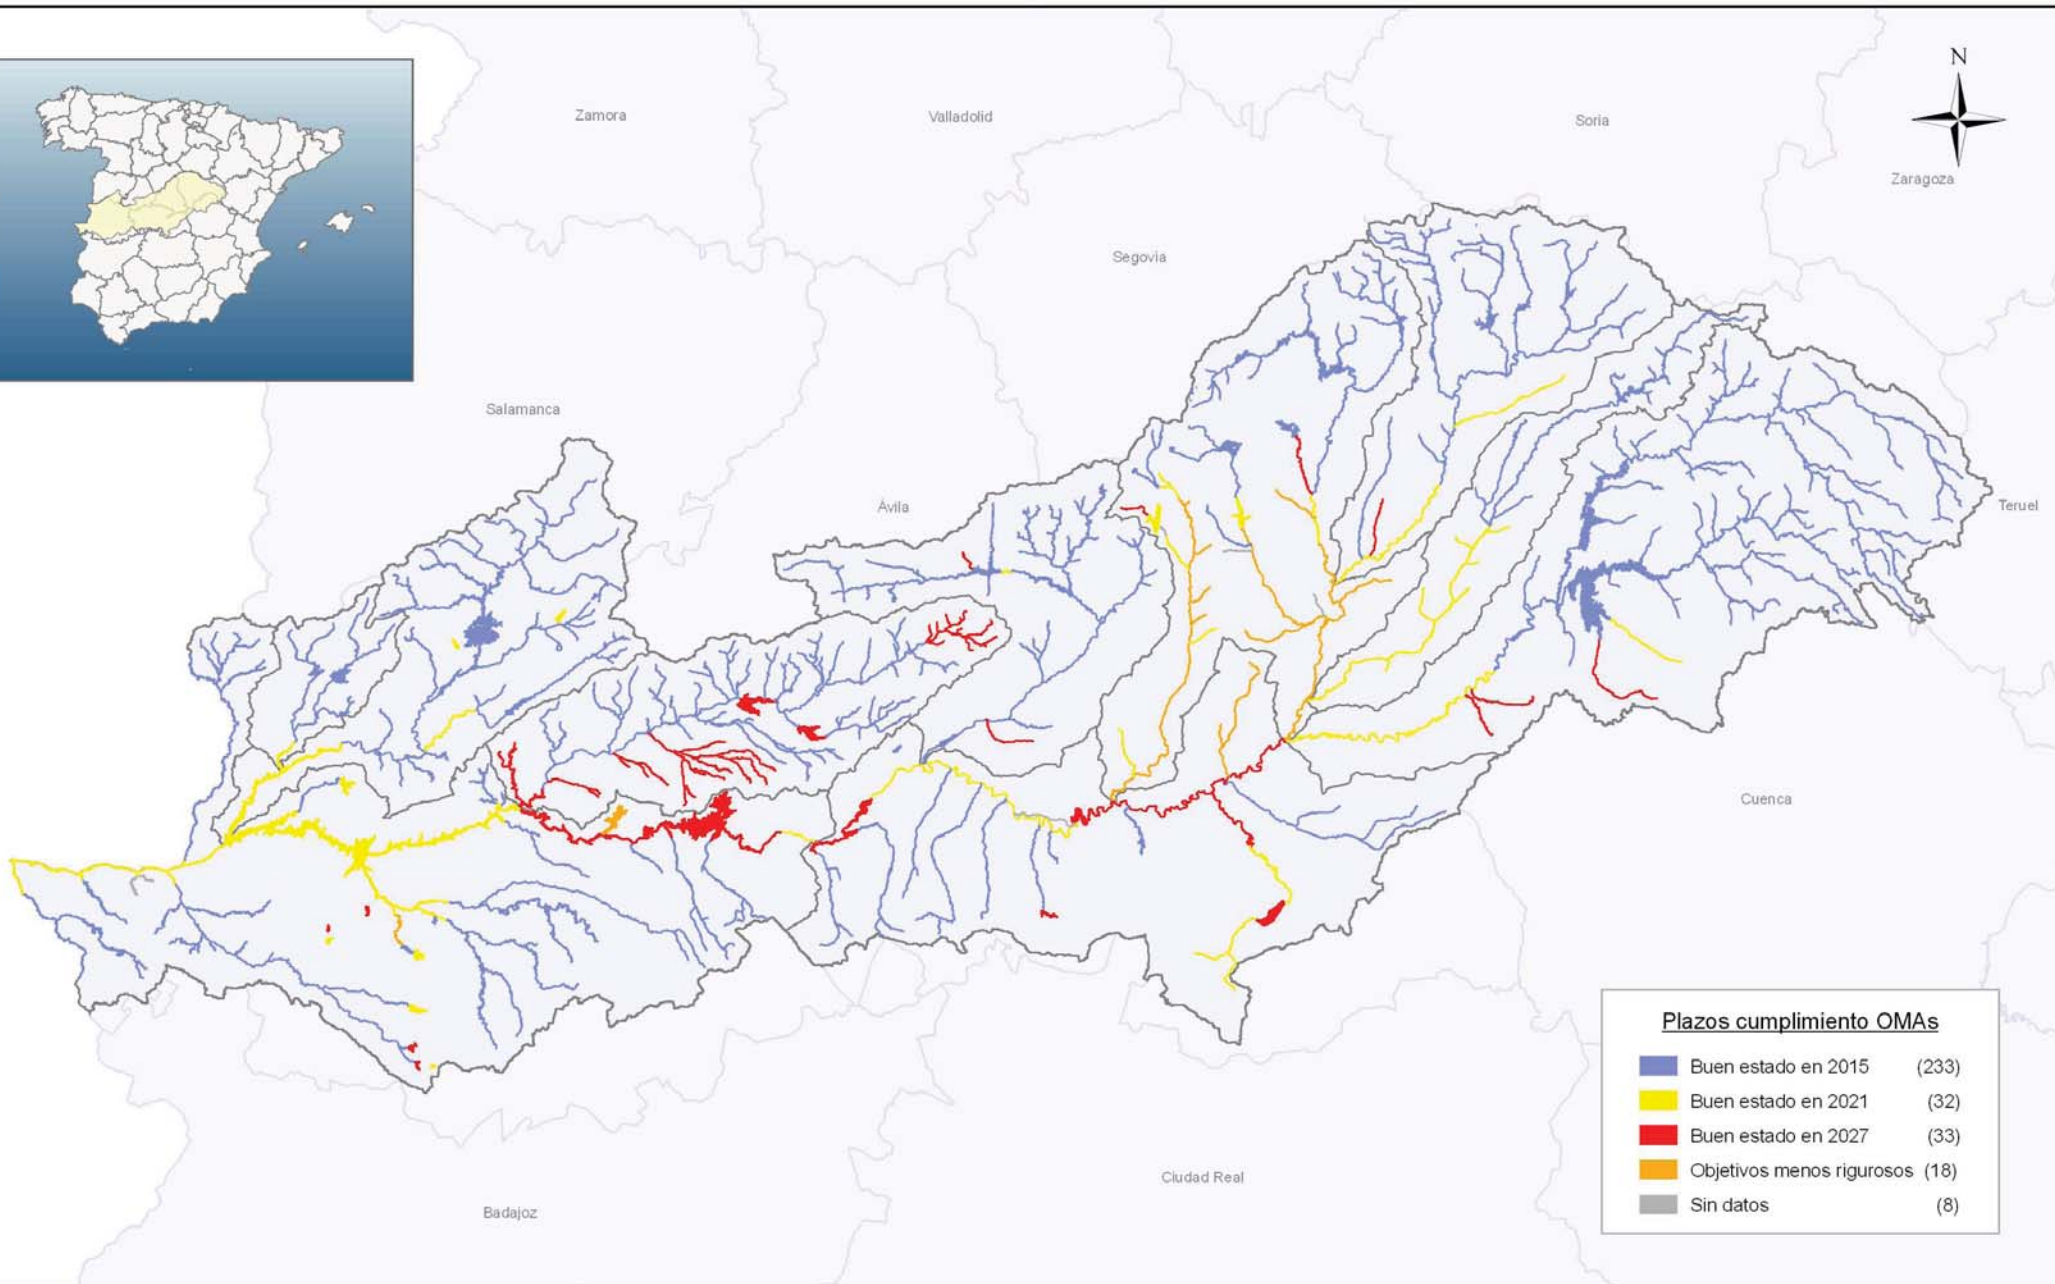 N
Zamora
Valladolid
Soria
Zaragoza
Segovia
Salamanca
Ávila
Teruel
Cuenca
Ciudad Real
Badajoz
Plazos cumplimiento OMAs
Buen estado en 2015 (233)
Buen estado en 2021 (32)
Buen estado en 2027 (33)
Objetivos menos rigurosos (18)
Sin datos (8)